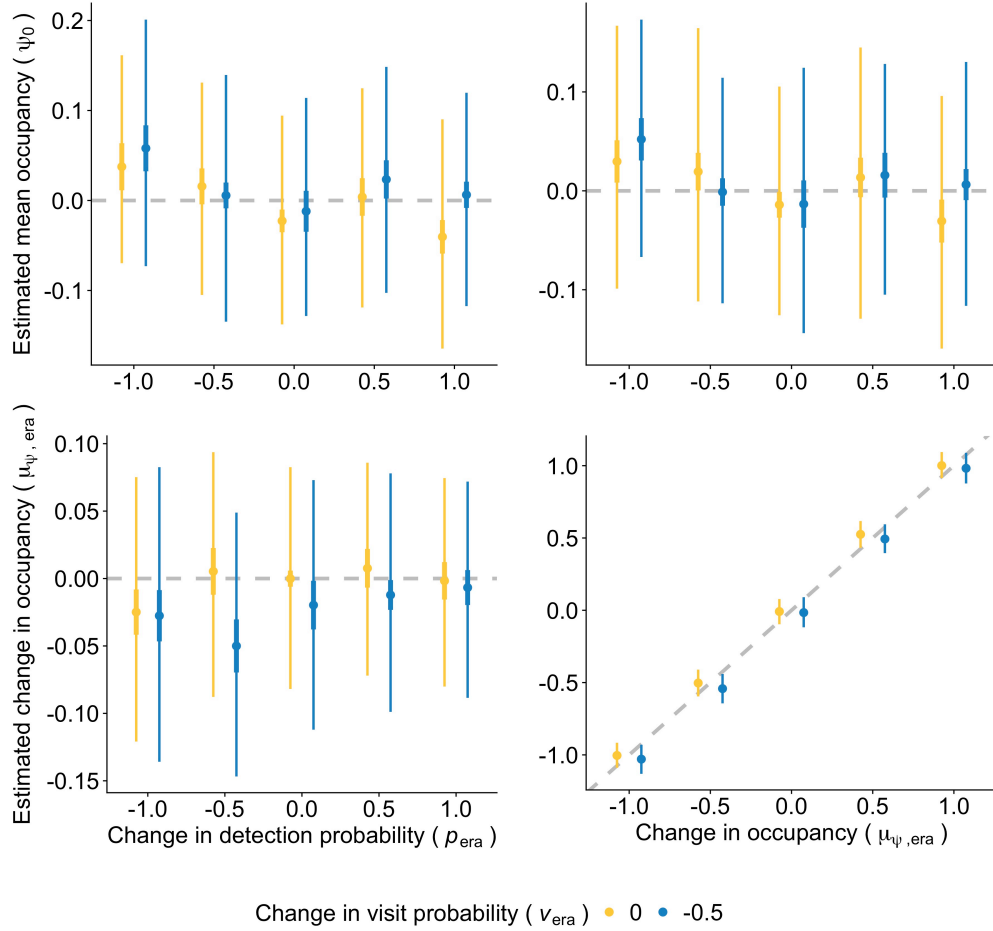 Estimated mean occupancy ( ψ0 )
0.2
0.1
0.0
-0.1
-1.0 -0.5 0.0 0.5 1.0
0.1
0.0
-0.1
-1.0 -0.5 0.0 0.5 1.0
Estimated change in occupancy ( μψ , era )
0.10
0.05
0.00
-0.05
-0.10
-0.15
-1.0 -0.5 0.0 0.5 1.0
Change in detection probability ( pera )
1.0
0.5
0.0
-0.5
-1.0
-1.0 -0.5 0.0 0.5 1.0
Change in occupancy ( μψ ,era )
Change in visit probability ( vera ) 0 -0.5